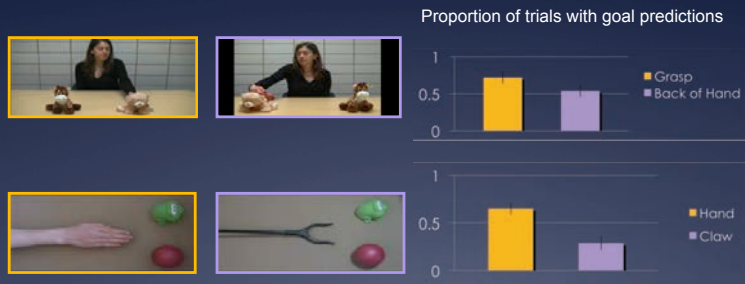 Proportion of trials with goal predictions
1
0.5
0
Grasp
Back of Hand
1
0.5
0
Hand
Claw